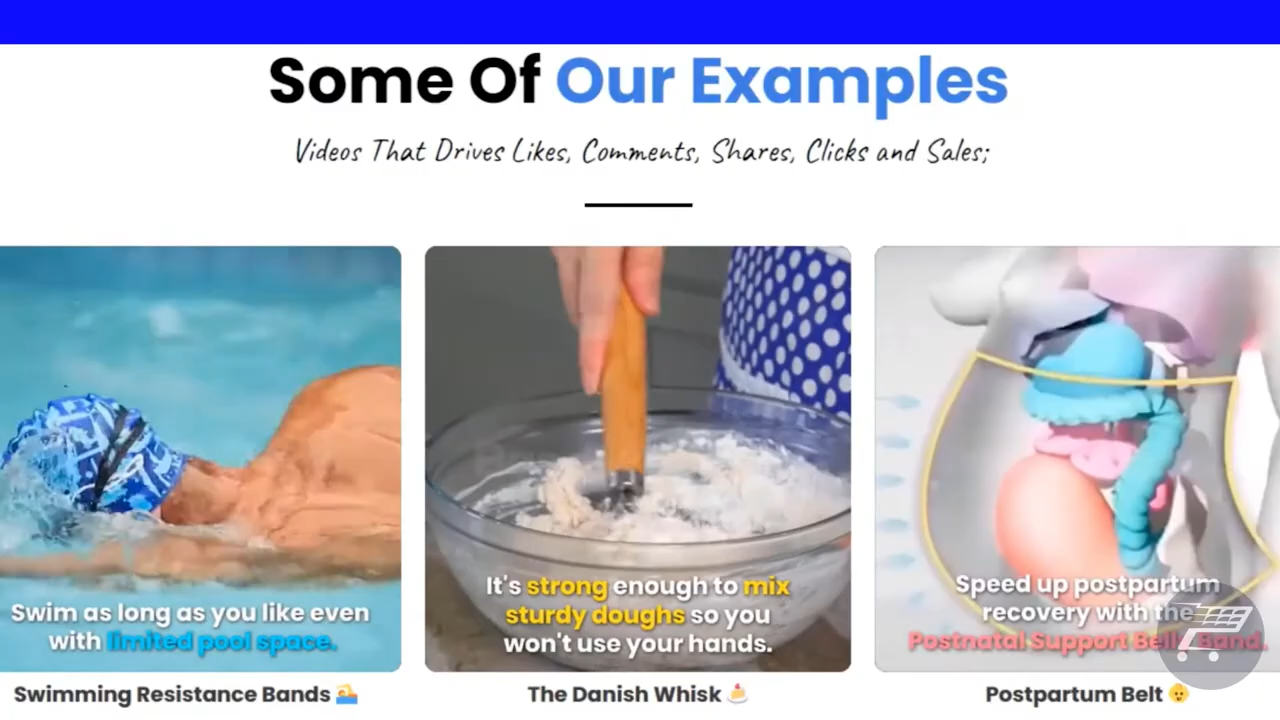 Some Of Our Examples
Videos That Drives Likes, Comments, Shares, Clicks and Sales;
Swim as long as you like even
with limited pool space.
Swimming Resistance Bands
It's strong enough to mix
sturdy doughs so you
won't use your hands.
The Danish Whisk
Speed up postpartum
recovery with the
Postnatal Support Belly Band.
Postpartum Belt